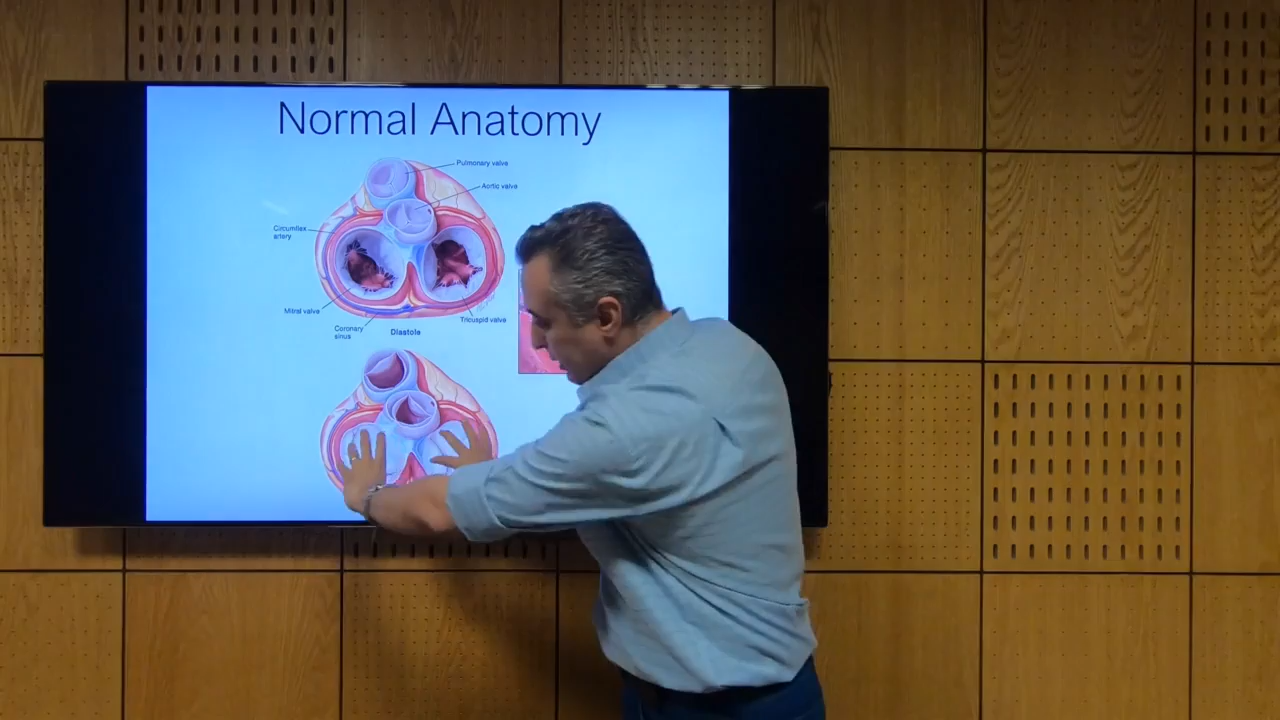 Normal Anatomy
Pulmonary valve
Aortic valve
Circumflex
artery
Mitral valve
Coronary
sinus
Diastole
Tricuspid valve